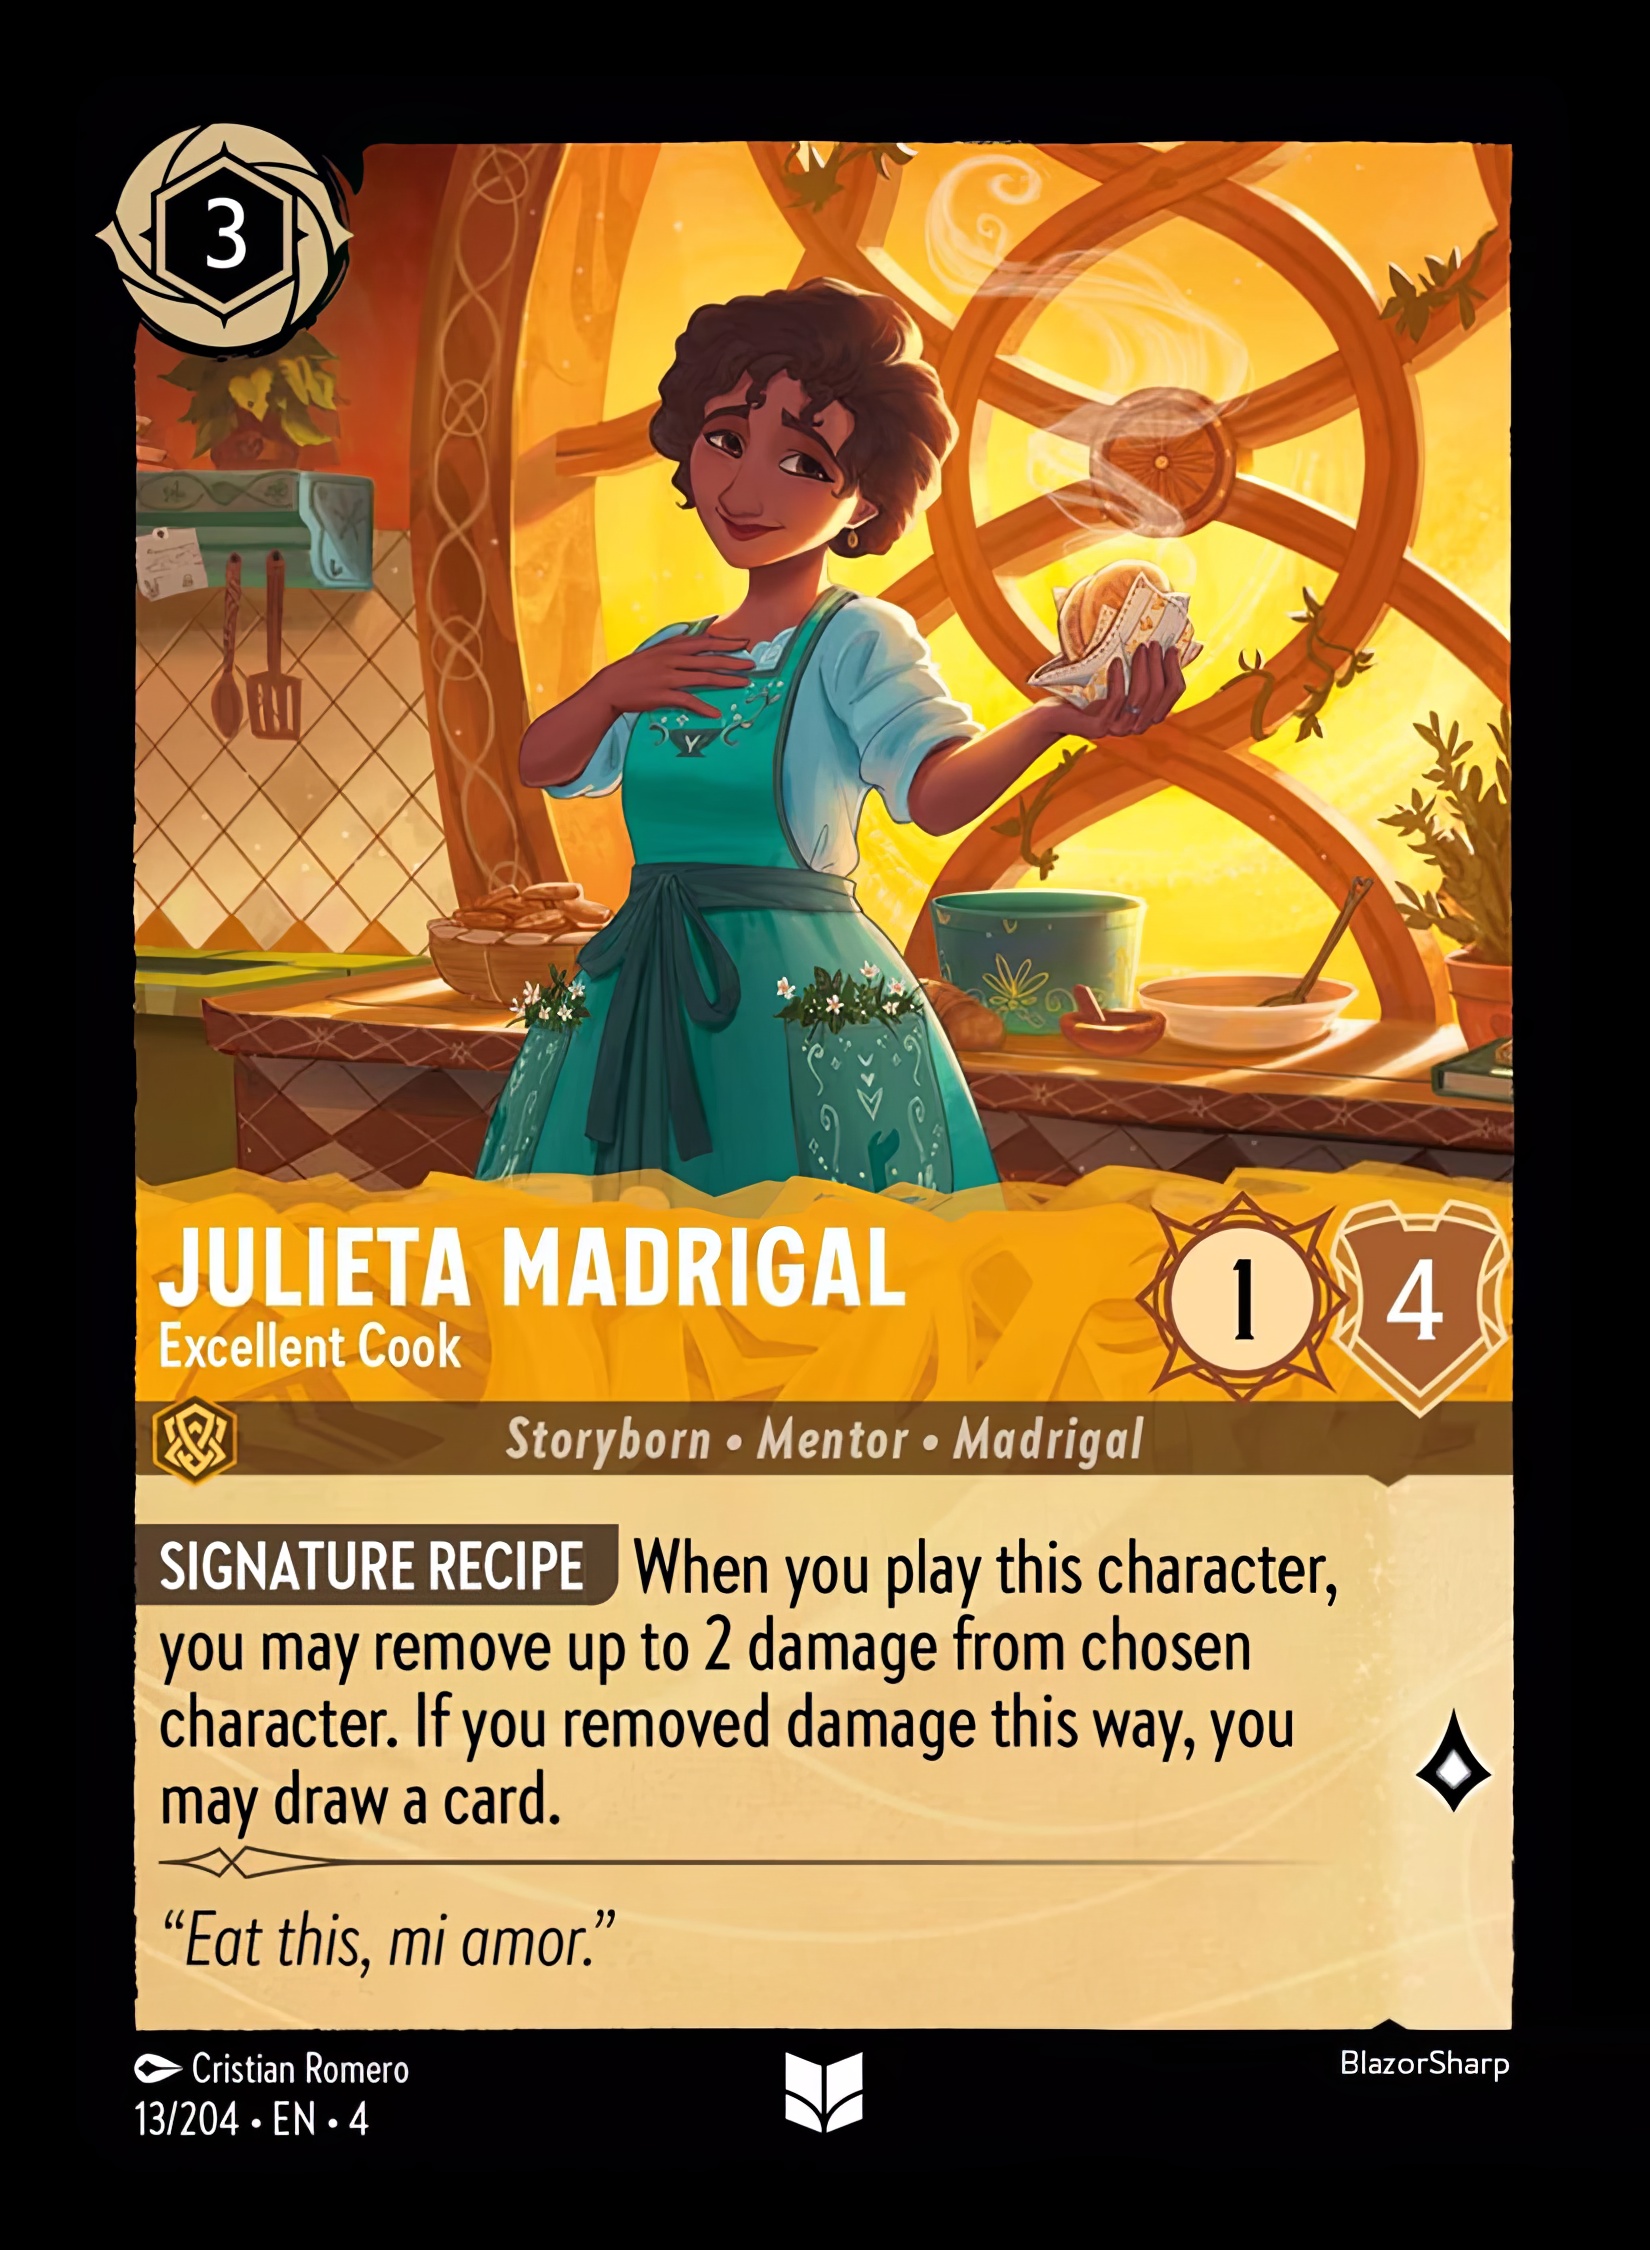 3
JULIETA MADRIGAL
Excellent Cook
1 4
Storyborn • Mentor • Madrigal
SIGNATURE RECIPE When you play this character,
you may remove up to 2 damage from chosen
character. If you removed damage this way, you
may draw a card.
“Eat this, mi amor.”
Cristian Romero
BlazorSharp
13/204 • EN • 4